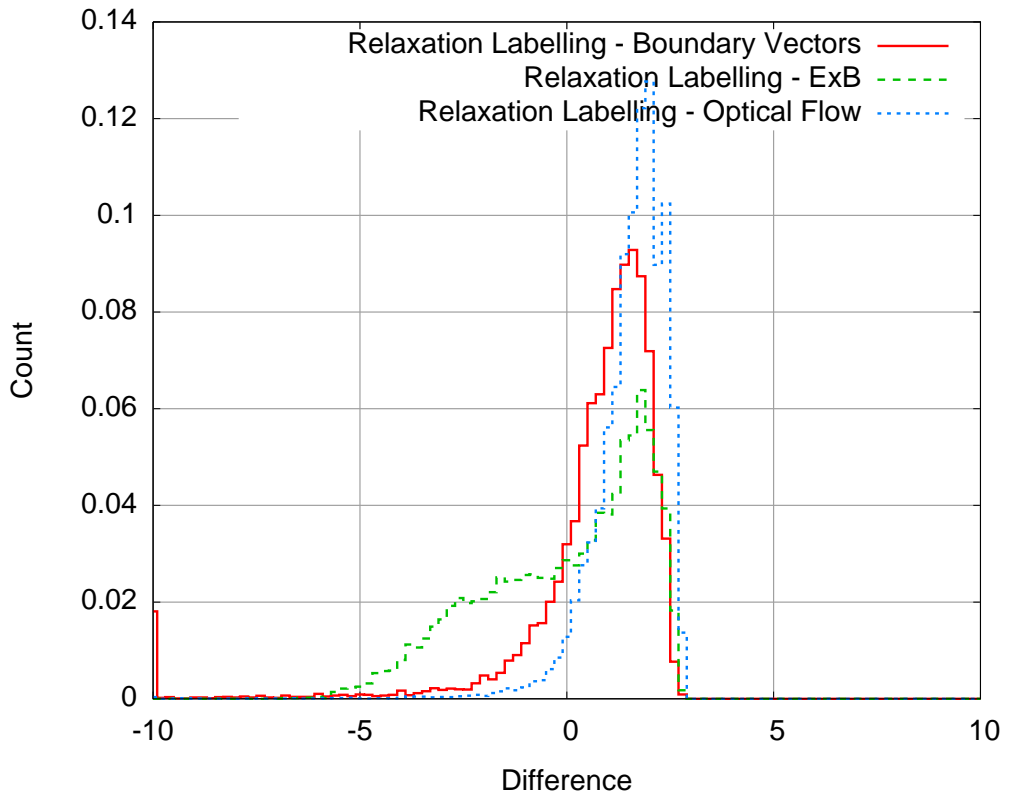 0.14
0.12
0.1
0.08
0.06
0.04
0.02
0
-10
-5
0
5
10
Count
Difference
Relaxation Labelling - Boundary Vectors
Relaxation Labelling - ExB
Relaxation Labelling - Optical Flow